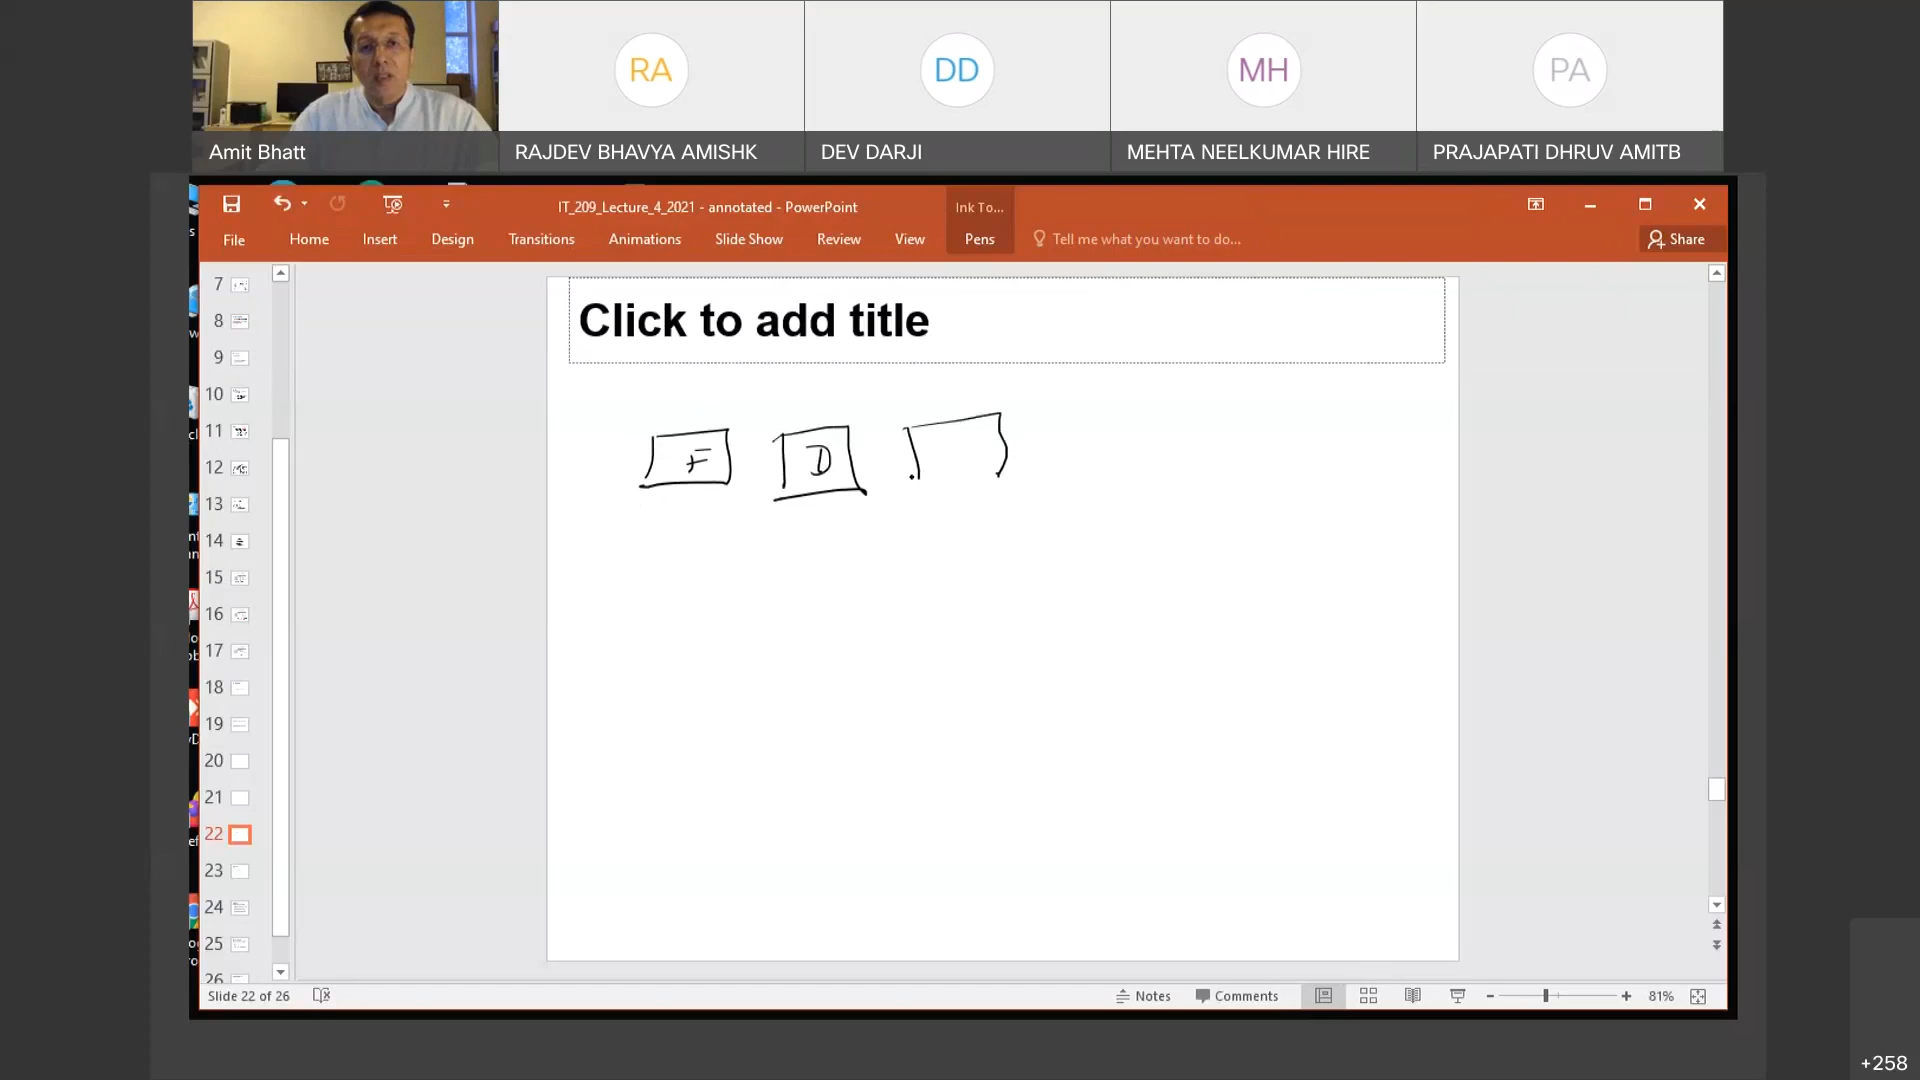 RA
DD
MH
PA
Amit Bhatt
RAJDEV BHAVYA AMISHK
DEV DARJI
MEHTA NEELKUMAR HIRE
PRAJAPATI DHRUV AMITB
IT_209_Lecture_4_2021 - annotated - PowerPoint
Ink To...
File
Home
Insert
Design
Transitions
Animations
Slide Show
Review
View
Pens
Tell me what you want to do...
Share
7
8
9
10
11
12
13
14
15
16
17
18
19
20
21
22
23
24
25
26
Click to add title
F D
Slide 22 of 26
Notes
Comments
81%
+258